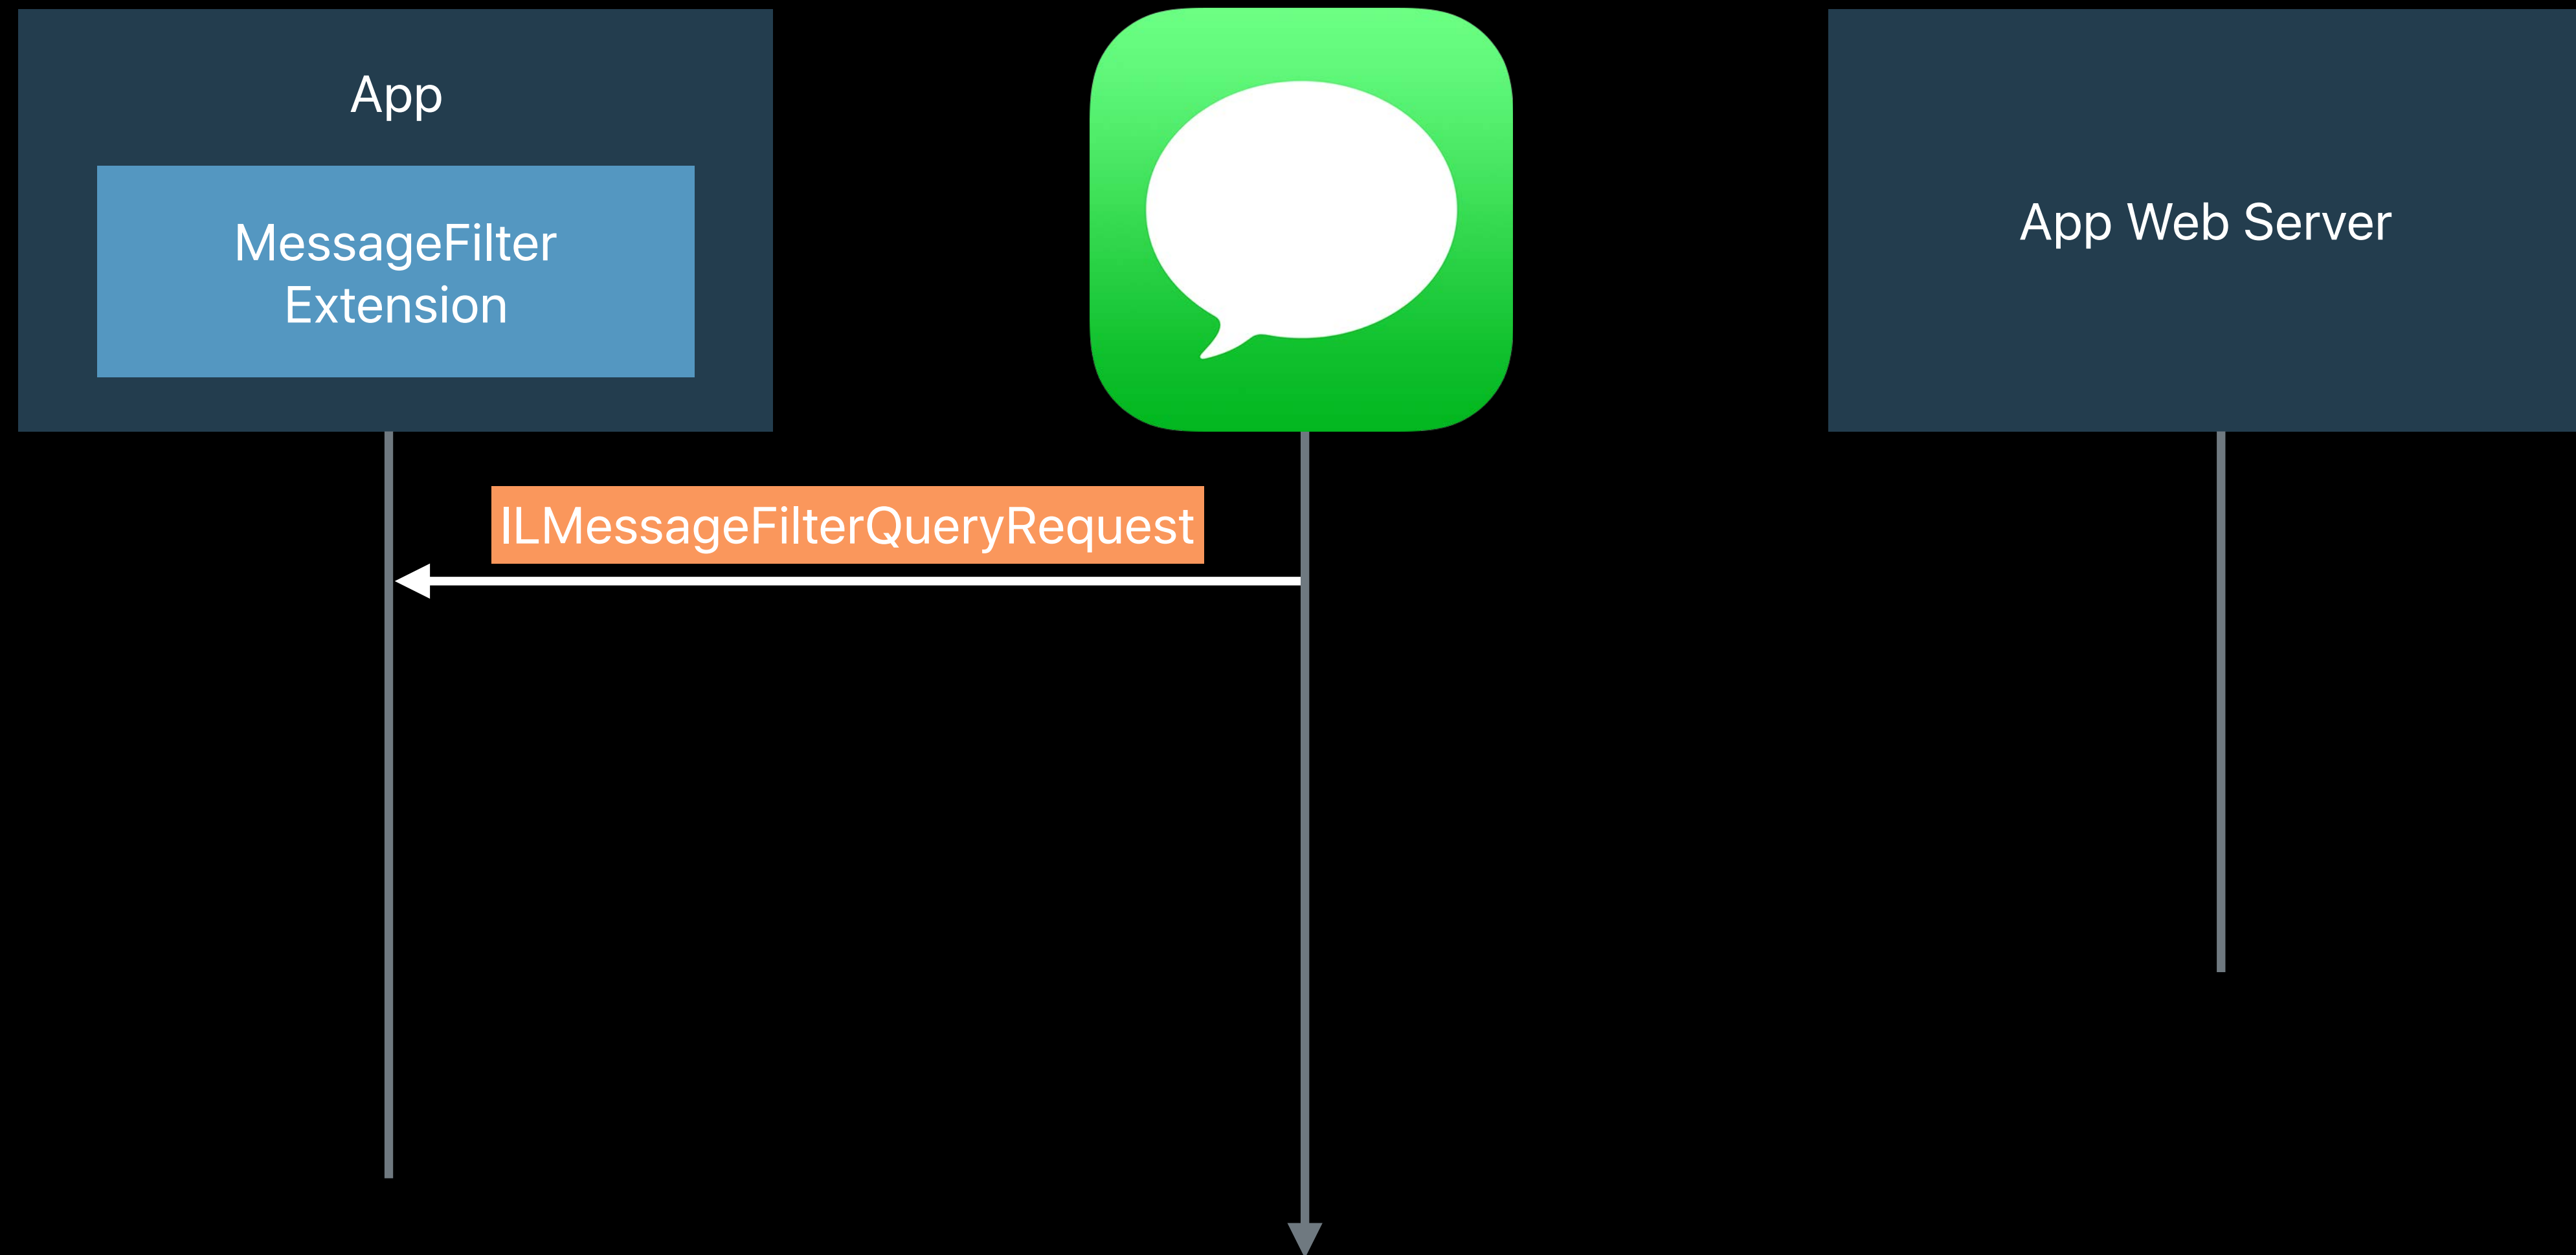 App
MessageFilter
Extension
App Web Server
ILMessageFilterQueryRequest